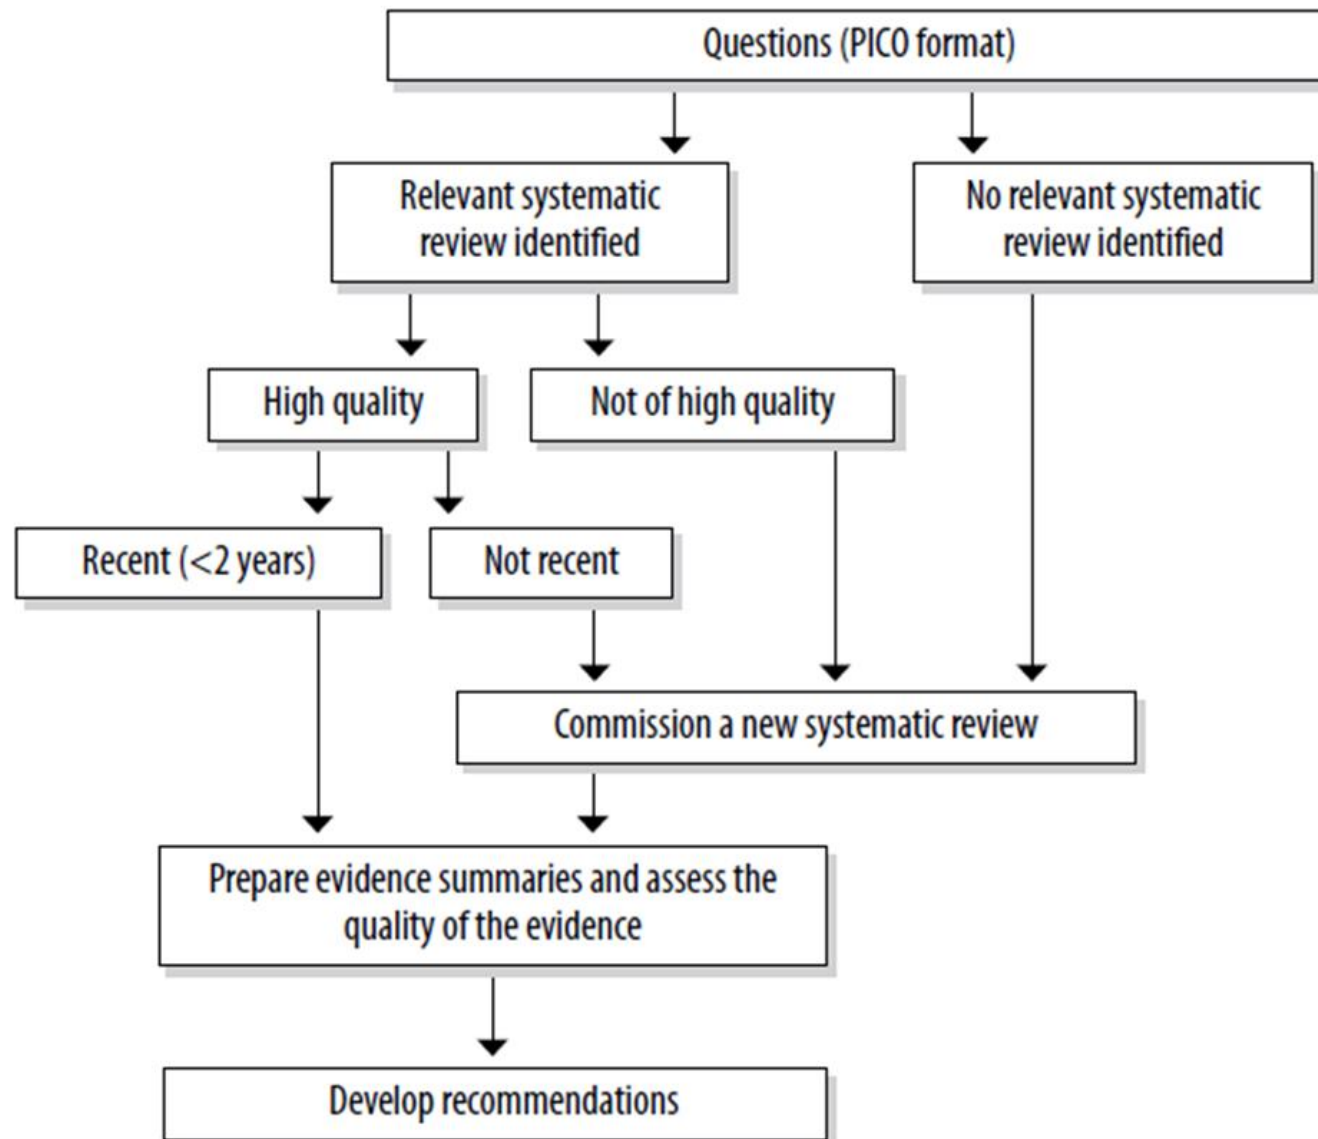 Questions (PICO format)
Relevant systematic
review identified
No relevant systematic
review identified
High quality
Not of high quality
Recent (<2 years)
Not recent
Commission a new systematic review
Prepare evidence summaries and assess the
quality of the evidence
Develop recommendations